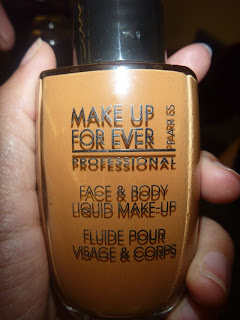 MAKE UP
FOR EVER
PARIS
PROFESSIONAL
FACE & BODY
LIQUID MAKE-UP
FLUIDE POUR
VISAGE & CORPS